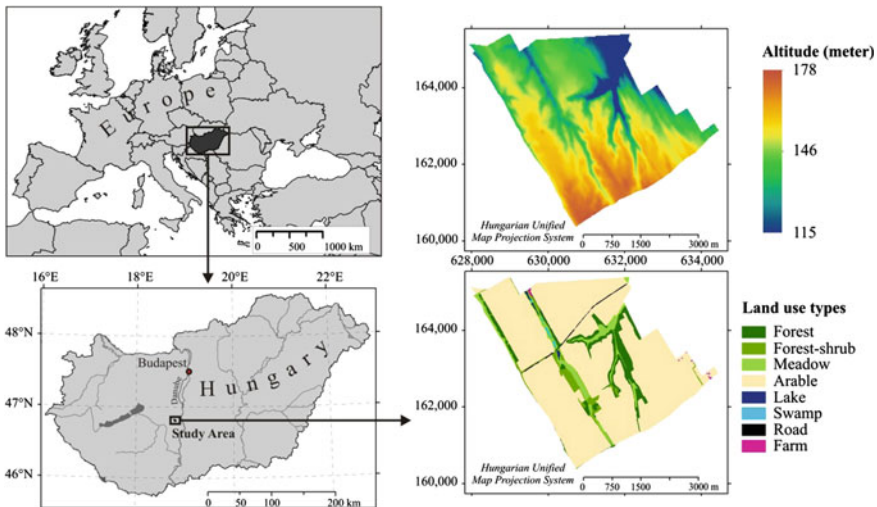 Europe
0 500 1000 km
16°E 18°E 20°E 22°E
48°N
47°N
46°N
Budapest
Danube
Hungary
Study Area
0 50 100 200 km
164,000
162,000
160,000
Hungarian Unified
Map Projection System
0 750 1500 3000 m
628,000 630,000 632,000 634,000
Altitude (meter)
178
146
115
164,000
162,000
160,000
Hungarian Unified
Map Projection System
0 750 1500 3000 m
Land use types
Forest
Forest-shrub
Meadow
Arable
Lake
Swamp
Road
Farm